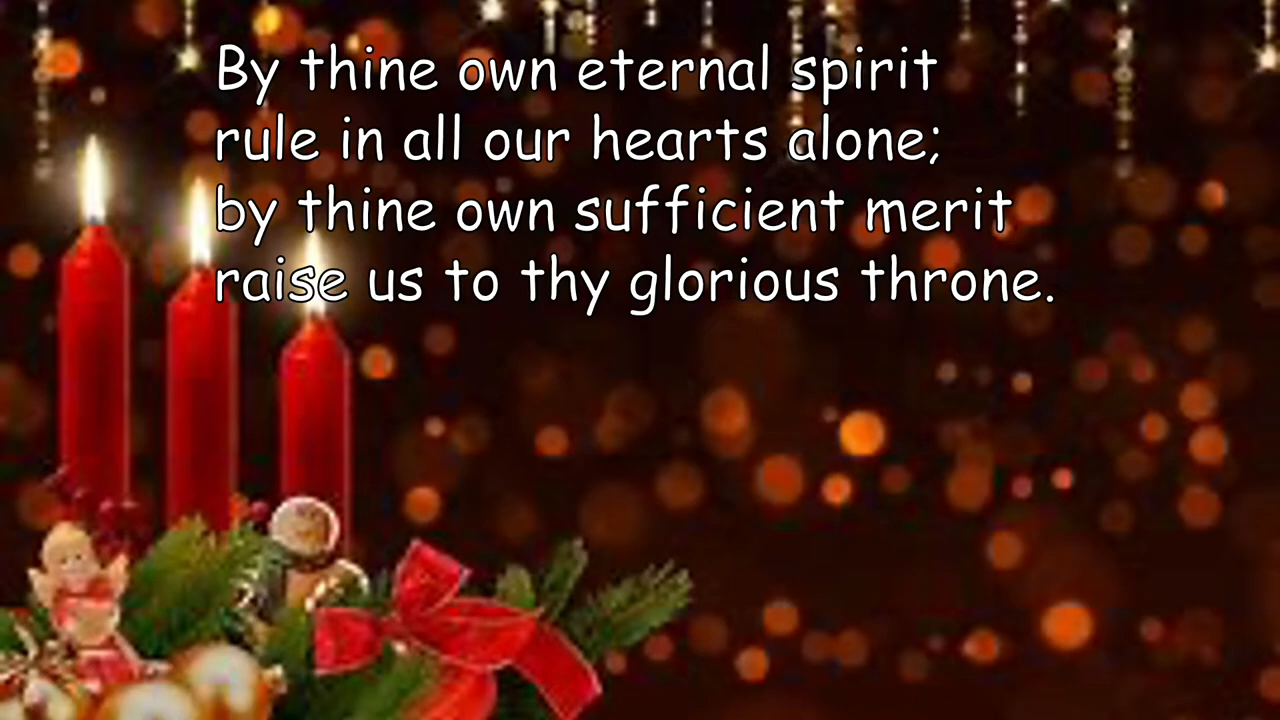 By thine own eternal spirit
rule in all our hearts alone;
by thine own sufficient merit
raise us to thy glorious throne.